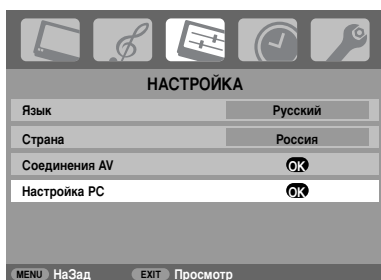 НАСТРОЙКА
Язык Русский
Страна Россия
Соединения AV OK
Настройка PC OK
MENU НаЗад EXIT Просмотр